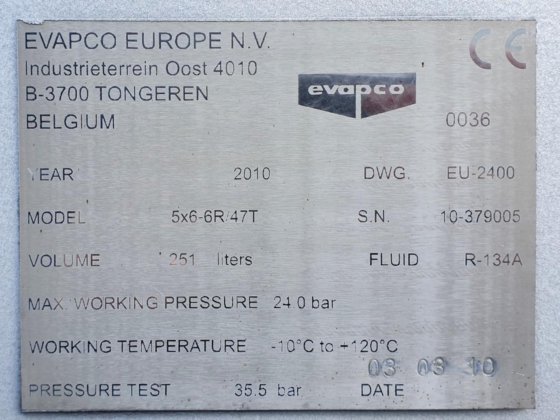 EVAPCO EUROPE N.V.
Industrieterrein Oost 4010
B-3700 TONGEREN
BELGIUM
CE
evapco
0036
YEAR 2010 DWG. EU-2400
MODEL 5x6-6R/47T S.N. 10-379005
VOLUME 251 liters FLUID R-134A
MAX. WORKING PRESSURE 24.0 bar
WORKING TEMPERATURE -10°C to +120°C
PRESSURE TEST 35.5 bar DATE 03 03 10